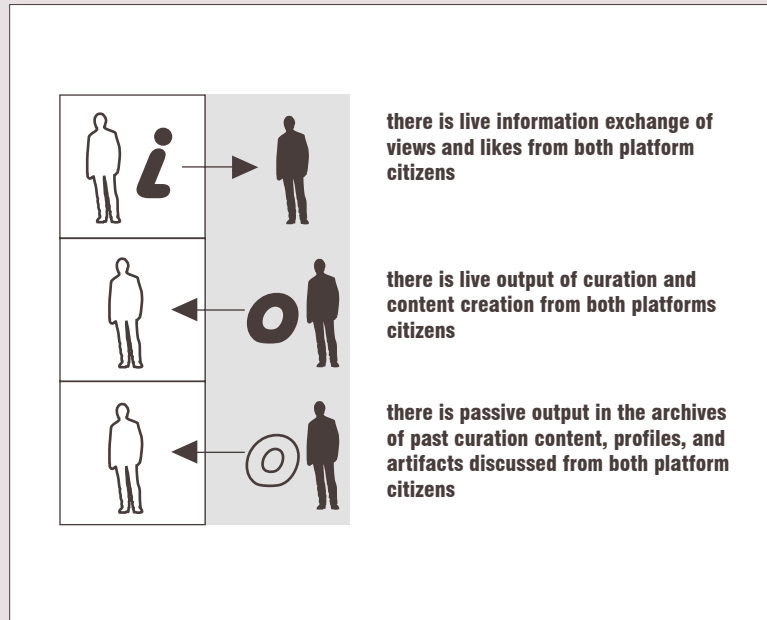 i
there is live information exchange of
views and likes from both platform
citizens
o
there is live output of curation and
content creation from both platforms
citizens
o
there is passive output in the archives
of past curation content, profiles, and
artifacts discussed from both platform
citizens